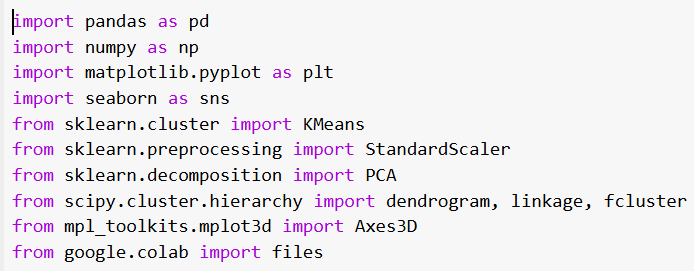 import pandas as pd
import numpy as np
import matplotlib.pyplot as plt
import seaborn as sns
from sklearn.cluster import KMeans
from sklearn.preprocessing import StandardScaler
from sklearn.decomposition import PCA
from scipy.cluster.hierarchy import dendrogram, linkage, fcluster
from mpl_toolkits.mplot3d import Axes3D
from google.colab import files